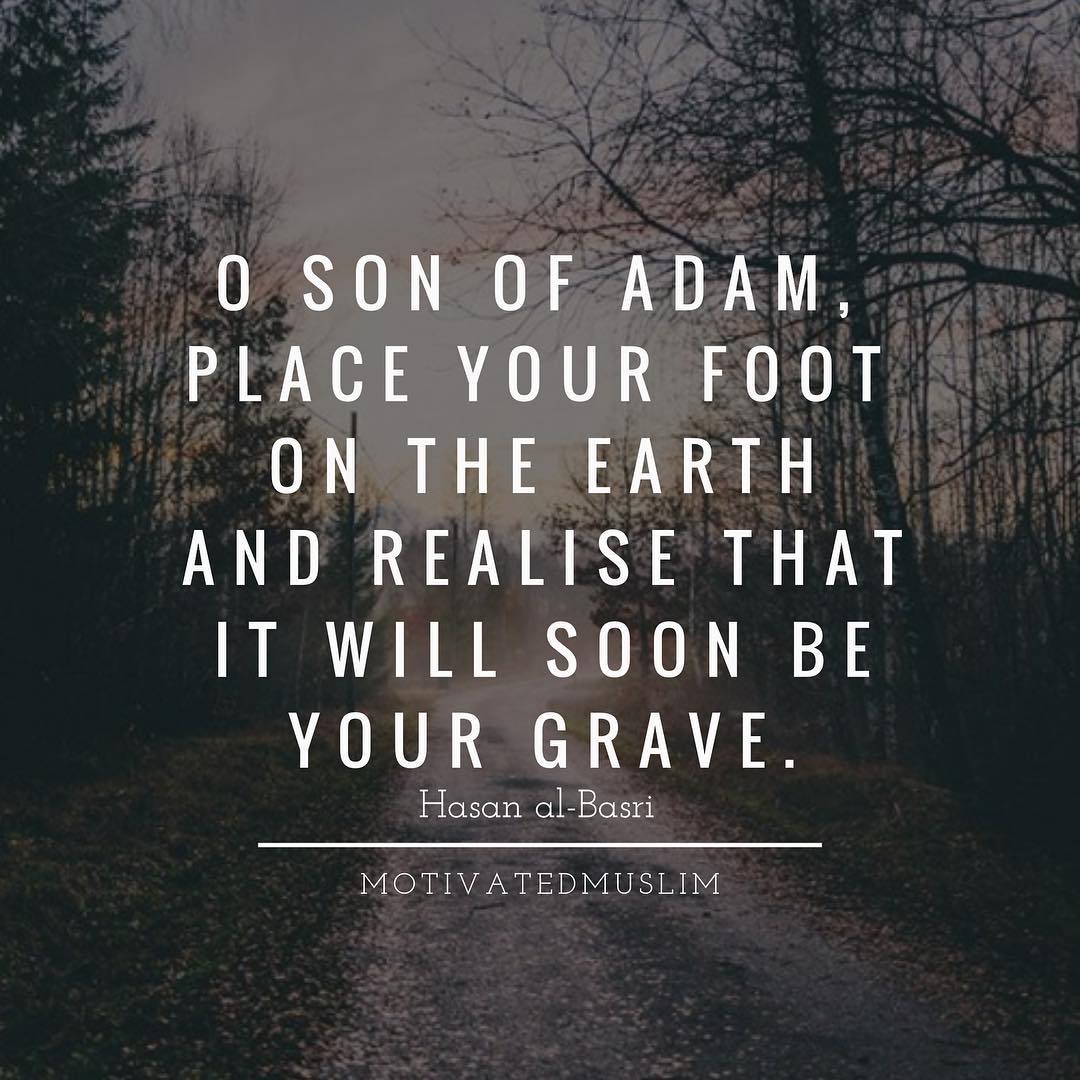 O SON OF ADAM,
PLACE YOUR FOOT
ON THE EARTH
AND REALISE THAT
IT WILL SOON BE
YOUR GRAVE.
Hasan al-Basri
MOTIVATEDMUSLIM